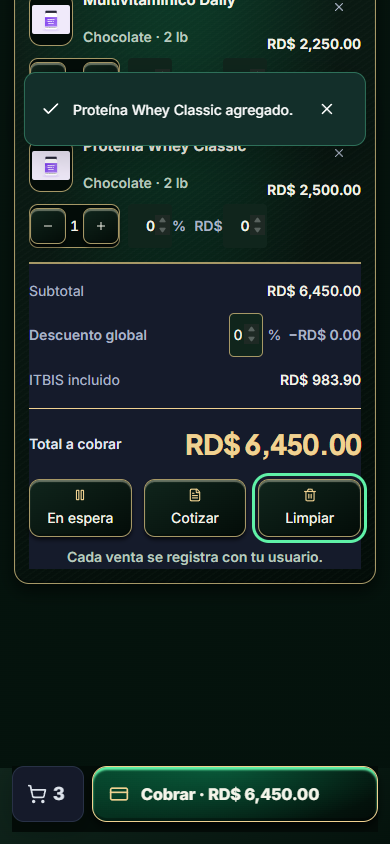 Multivitamínico Daily
Chocolate · 2 lb
RD$ 2,250.00
Proteína Whey Classic agregado.
Proteína Whey Classic
Chocolate · 2 lb
RD$ 2,500.00
− 1 + 0 % RD$ 0
Subtotal RD$ 6,450.00
Descuento global 0 % −RD$ 0.00
ITBIS incluido RD$ 983.90
Total a cobrar RD$ 6,450.00
En espera Cotizar Limpiar
Cada venta se registra con tu usuario.
3 Cobrar · RD$ 6,450.00